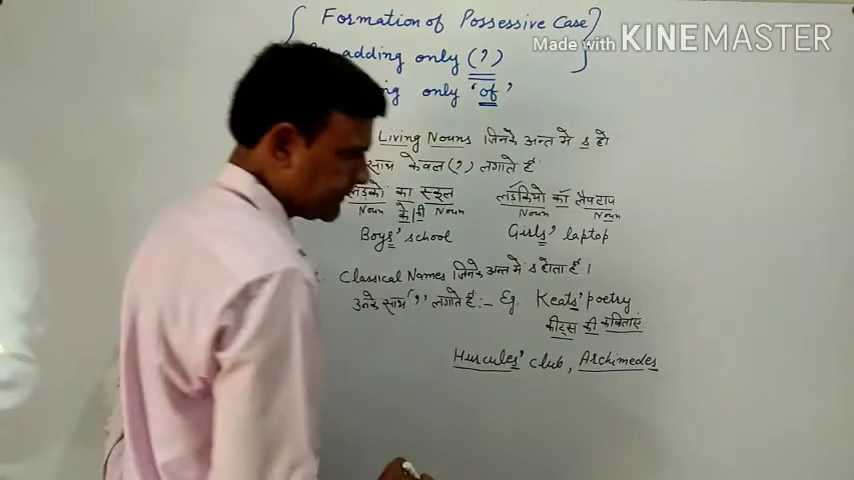 Formation of Possessive Case
Made with KINEMASTER
adding only (')
only 'of'
Living Nouns जिनके अन्त मे s हो
साथ केवल (') लगाते हैं
लड़को का स्कूल
लड़कियो का लैपटाप
Noun के|री Noun
Noun Noun
Boys' school
Girls' laptop
Classical Names जिनके अन्त मे s होता है ।
उनके साथ ''' लगाते है :- Eg. Keats' poetry
कीट्स की कविताएं
Hurcules' club, Archimedes